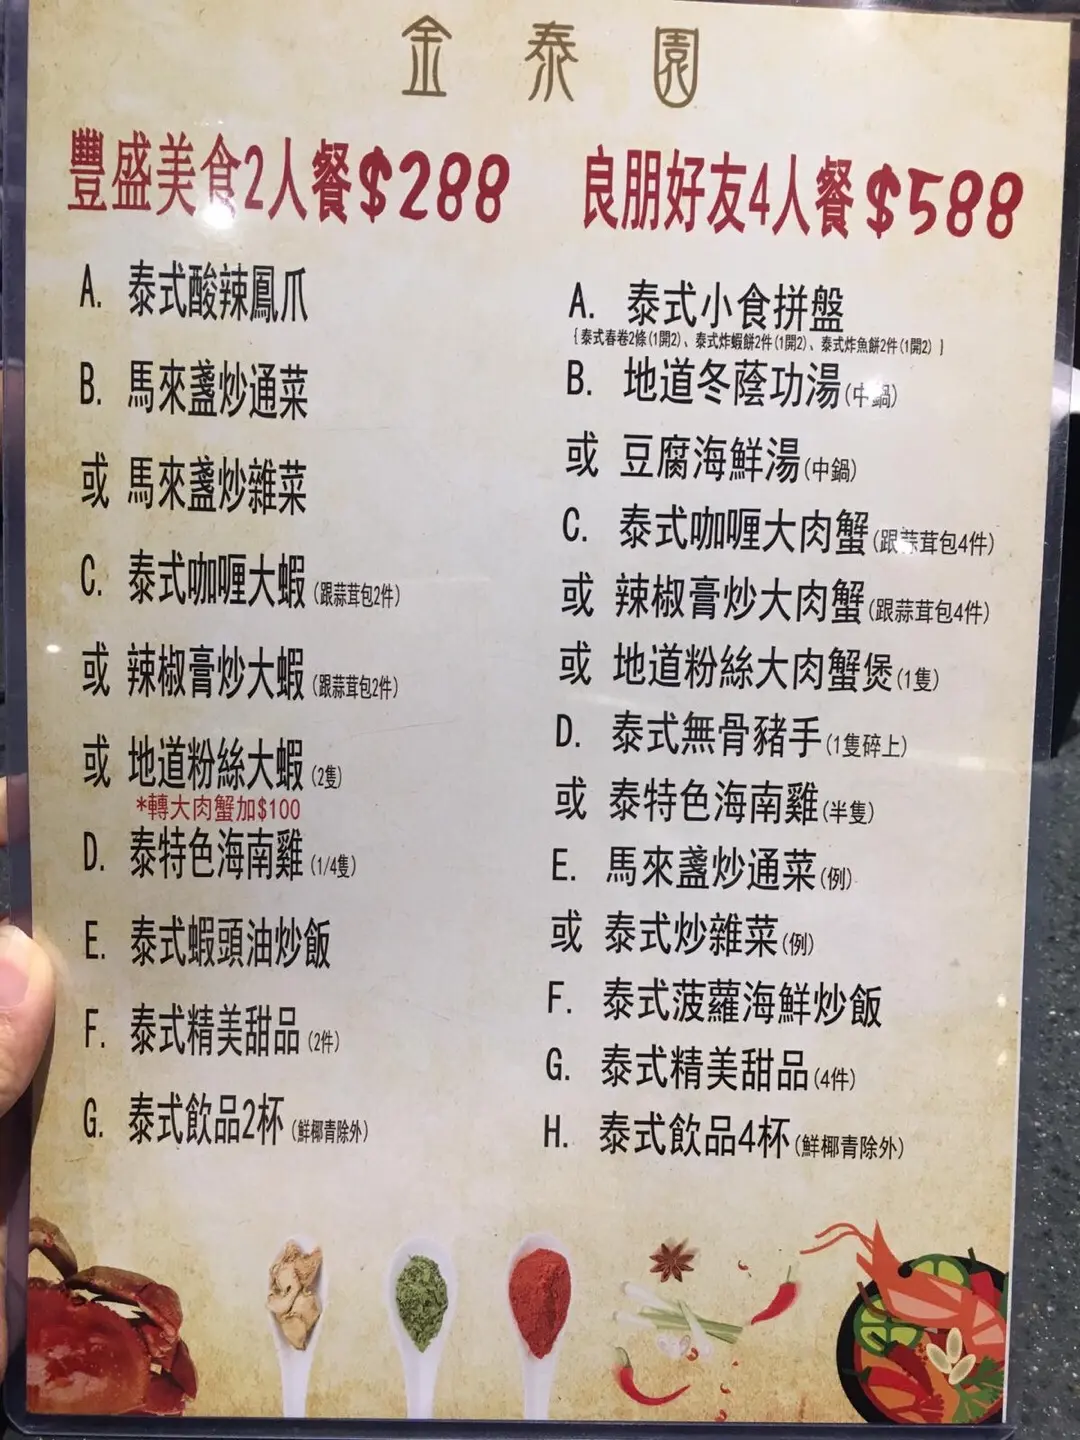 金泰園
豐盛美食2人餐$288
A. 泰式酸辣鳳爪
B. 馬來盞炒通菜
或 馬來盞炒雜菜
C. 泰式咖喱大蝦(跟蒜茸包2件)
或 辣椒膏炒大蝦(跟蒜茸包2件)
或 地道粉絲大蝦(2隻)
*轉大肉蟹加$100
D. 泰特色海南雞(1/4隻)
E. 泰式蝦頭油炒飯
F. 泰式精美甜品(2件)
G. 泰式飲品2杯(鮮椰青除外)
良朋好友4人餐$588
A. 泰式小食拼盤
{泰式春卷2條(1開2)、泰式炸蝦餅2件(1開2)、泰式炸魚餅2件(1開2)}
B. 地道冬蔭功湯(中鍋)
或 豆腐海鮮湯(中鍋)
C. 泰式咖喱大肉蟹(跟蒜茸包4件)
或 辣椒膏炒大肉蟹(跟蒜茸包4件)
或 地道粉絲大肉蟹煲(1隻)
D. 泰式無骨豬手(1隻碎上)
或 泰特色海南雞(半隻)
E. 馬來盞炒通菜(例)
或 泰式炒雜菜(例)
F. 泰式菠蘿海鮮炒飯
G. 泰式精美甜品(4件)
H. 泰式飲品4杯(鮮椰青除外)